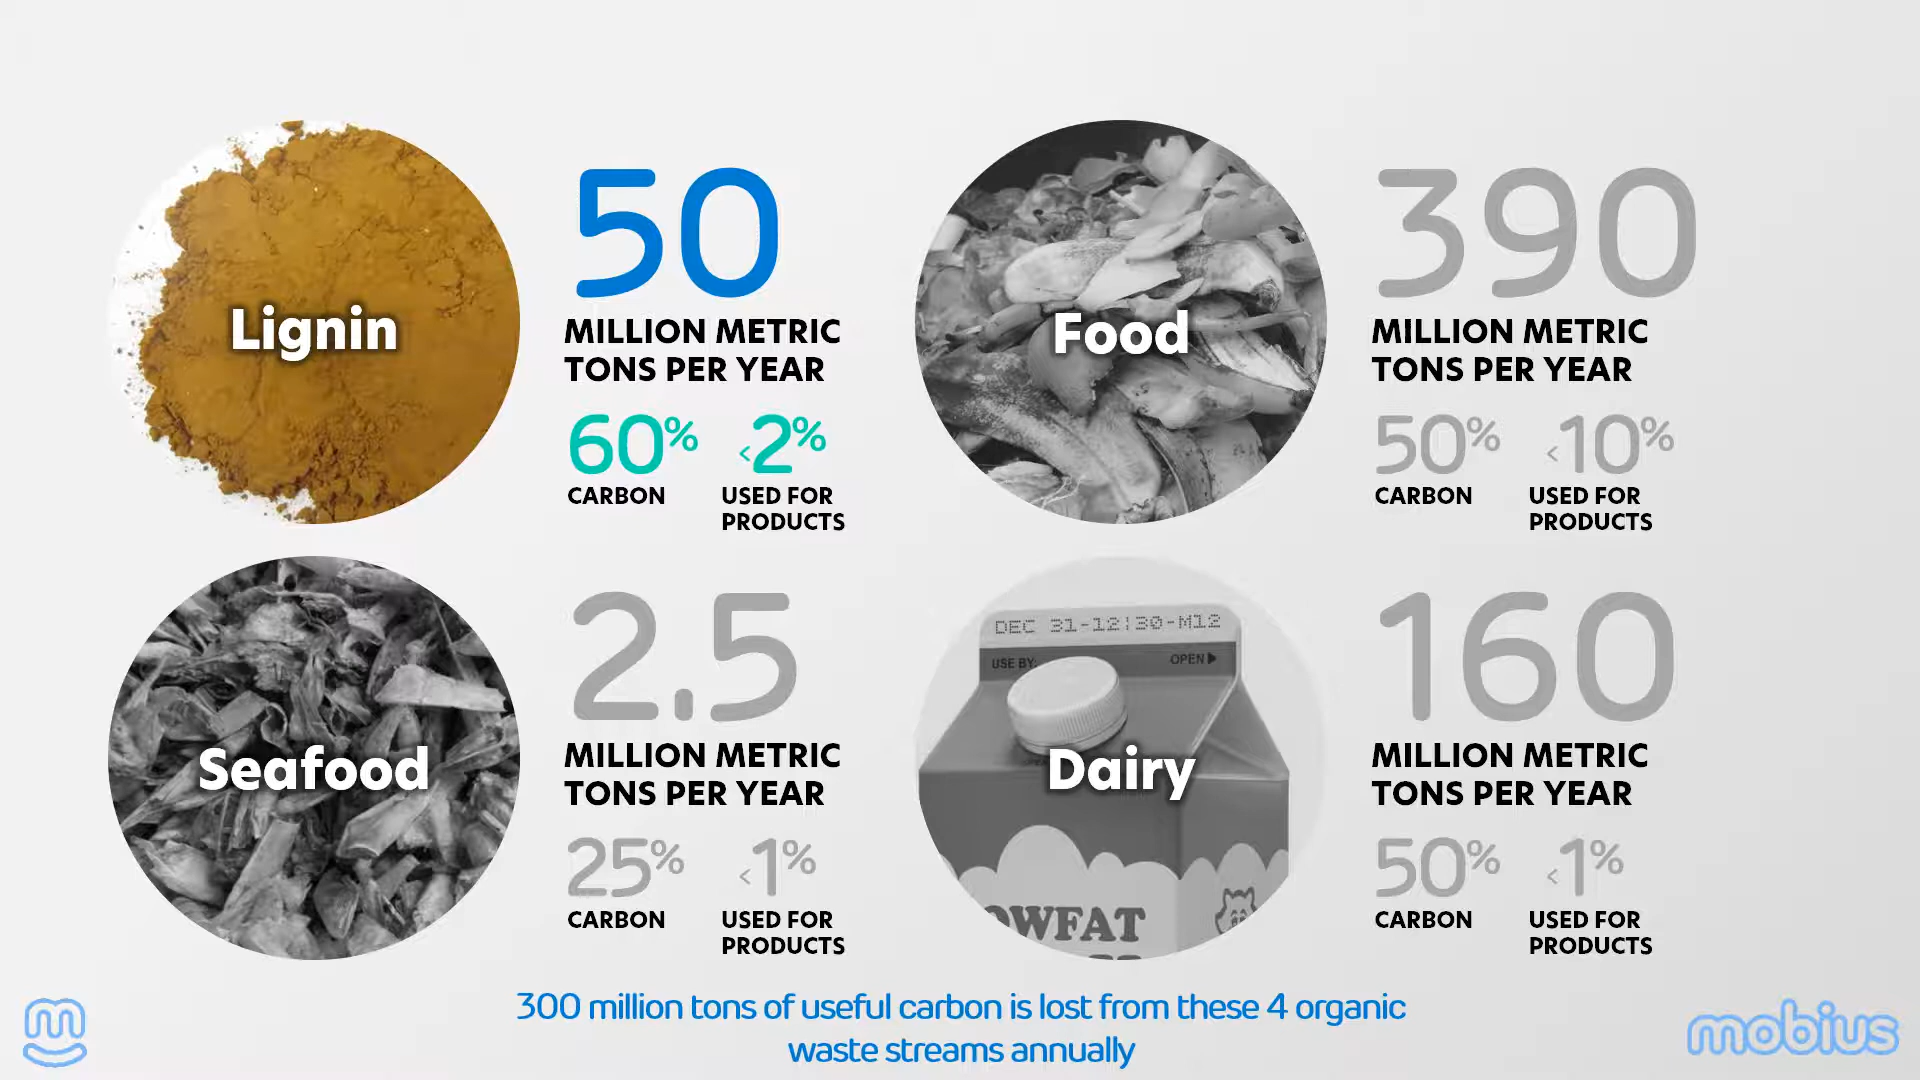 Lignin
50
MILLION METRIC
TONS PER YEAR
60%
CARBON
<2%
USED FOR
PRODUCTS
Food
390
MILLION METRIC
TONS PER YEAR
50%
CARBON
<10%
USED FOR
PRODUCTS
Seafood
2.5
MILLION METRIC
TONS PER YEAR
25%
CARBON
<1%
USED FOR
PRODUCTS
DEC 31-12:30-M12
USE BY:
OPEN
Dairy
OWFAT
160
MILLION METRIC
TONS PER YEAR
50%
CARBON
<1%
USED FOR
PRODUCTS
300 million tons of useful carbon is lost from these 4 organic
waste streams annually
m
mobius